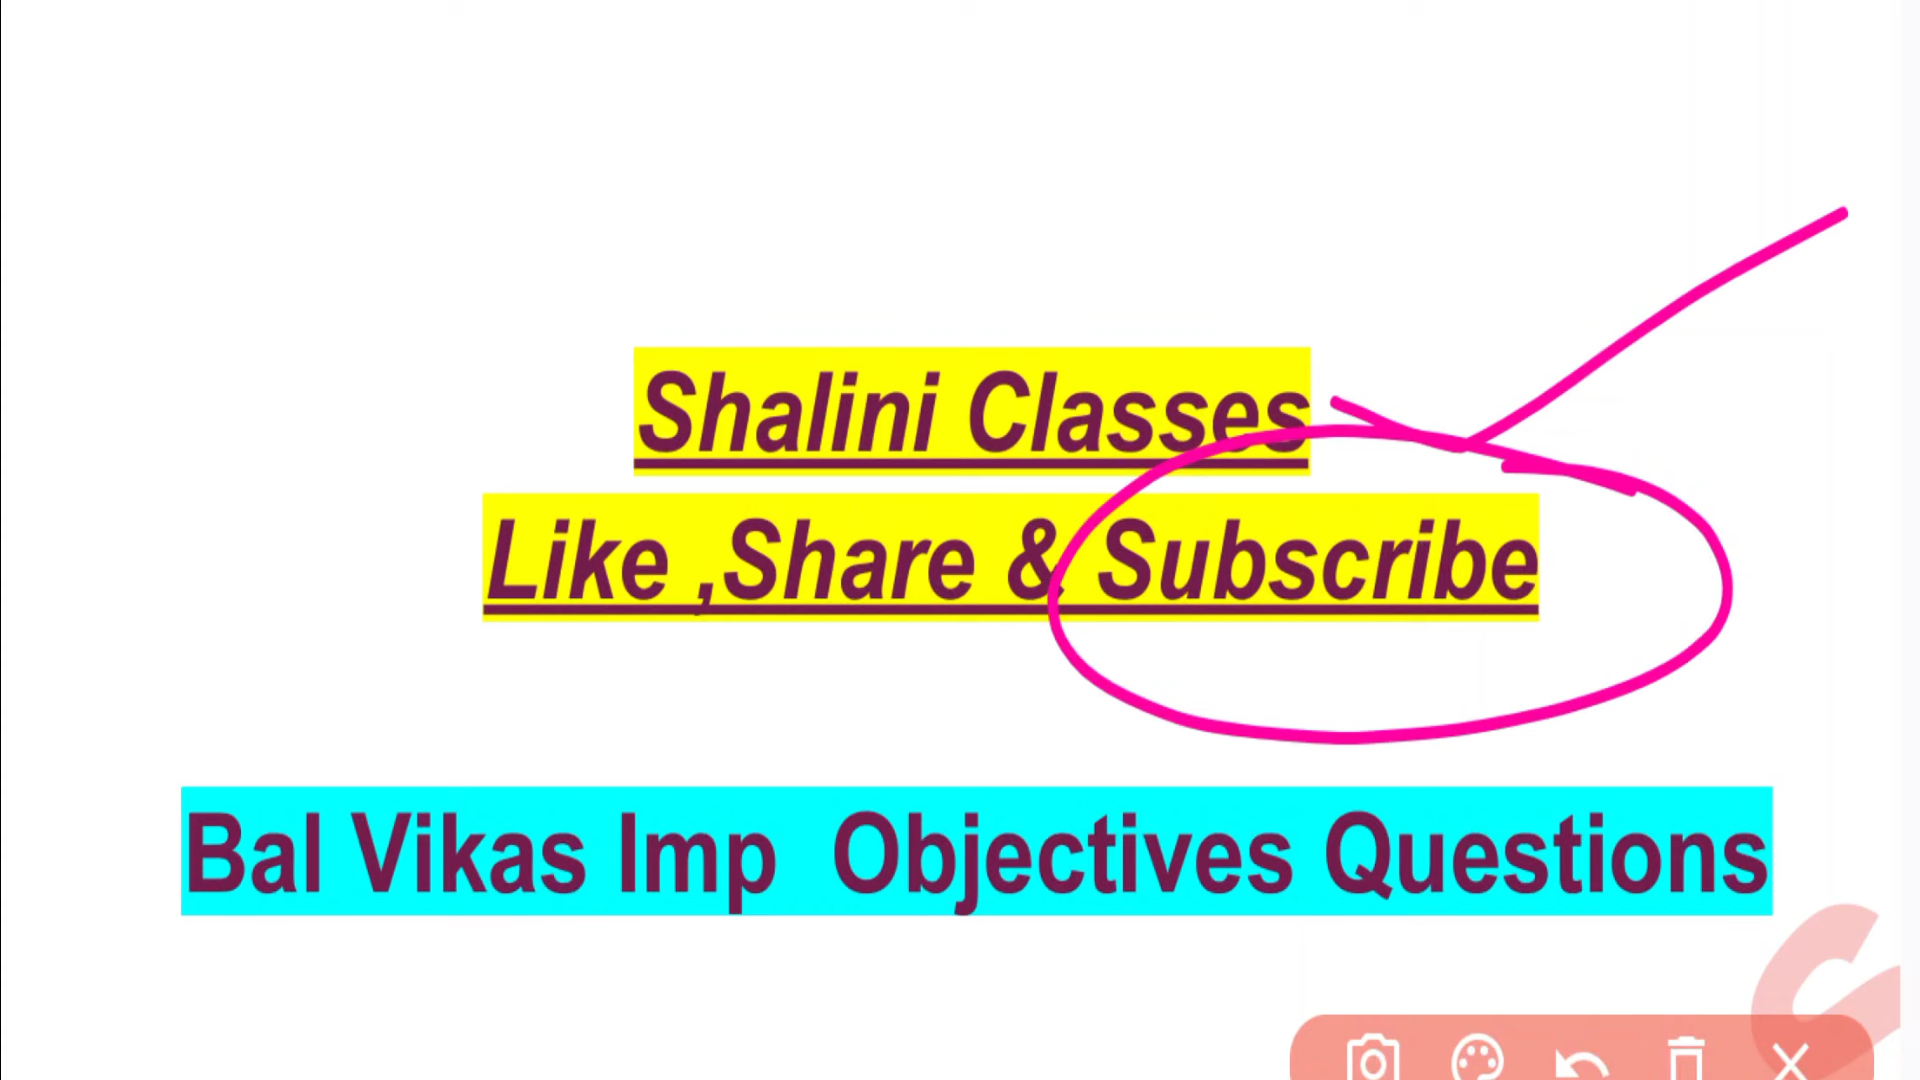 Shalini Classes
Like ,Share & Subscribe
Bal Vikas Imp Objectives Questions